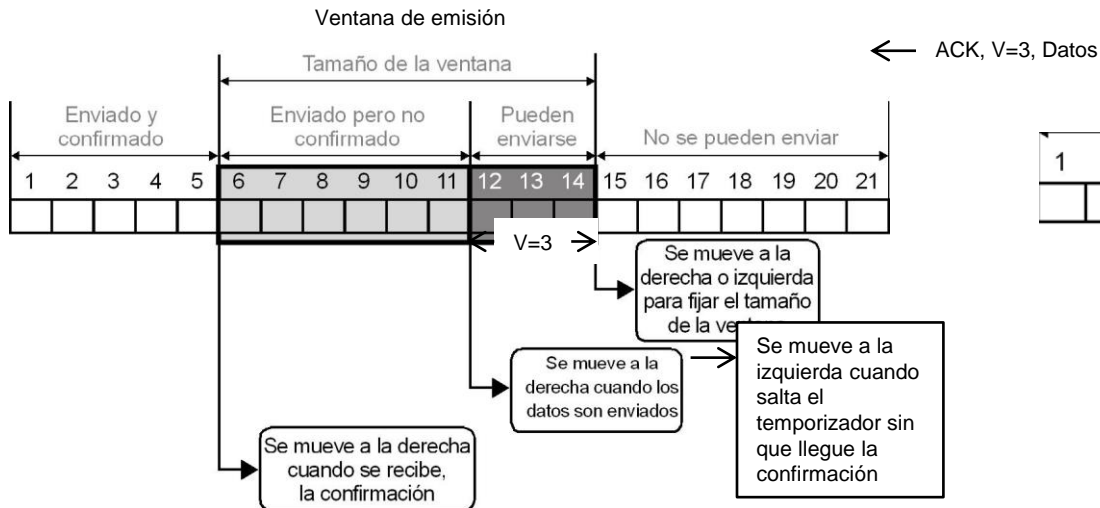 Ventana de emisión
ACK, V=3, Datos
Tamaño de la ventana
Enviado y
confirmado
Enviado pero no
confirmado
Pueden
enviarse
No se pueden enviar
1 2 3 4 5 6 7 8 9 10 11 12 13 14 15 16 17 18 19 20 21
1
V=3
Se mueve a la
derecha o izquierda
para fijar el tamaño
de la
Se mueve a la
derecha cuando los
datos son enviados
Se mueve a la
izquierda cuando
salta el
temporizador sin
que llegue la
confirmación
Se mueve a la derecha
cuando se recibe,
la confirmación